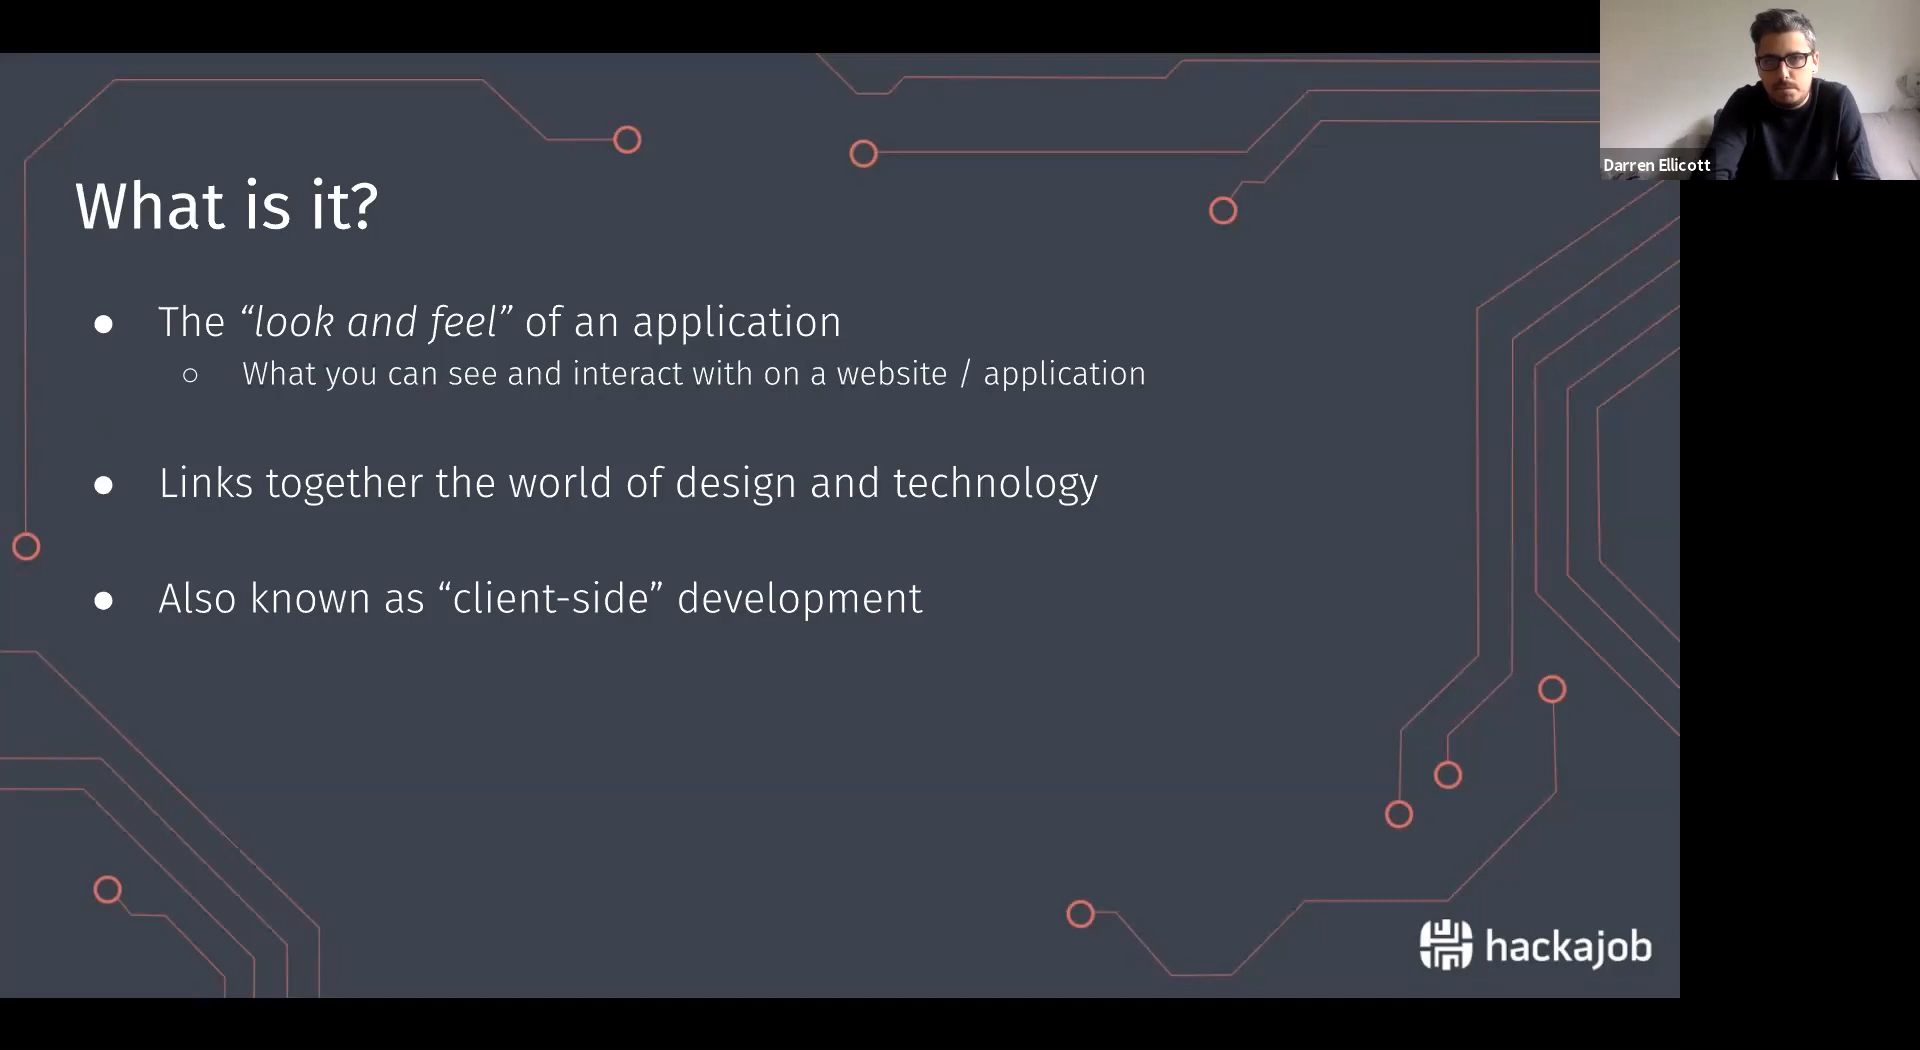 Darren Ellicott
What is it?
● The “look and feel” of an application
○ What you can see and interact with on a website / application
● Links together the world of design and technology
● Also known as “client-side” development
hackajob